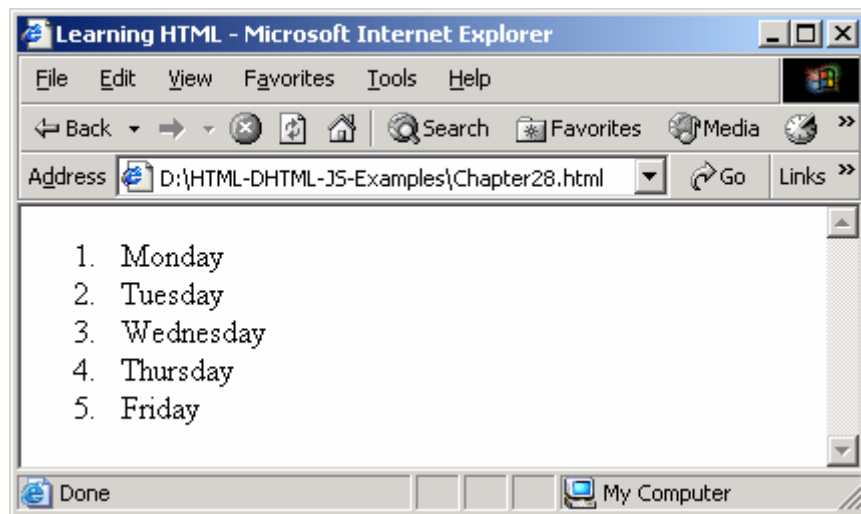 Learning HTML - Microsoft Internet Explorer
File Edit View Favorites Tools Help
Back Search Favorites Media »
Address D:\HTML-DHTML-JS-Examples\Chapter28.html Go Links »
1. Monday
2. Tuesday
3. Wednesday
4. Thursday
5. Friday
Done My Computer